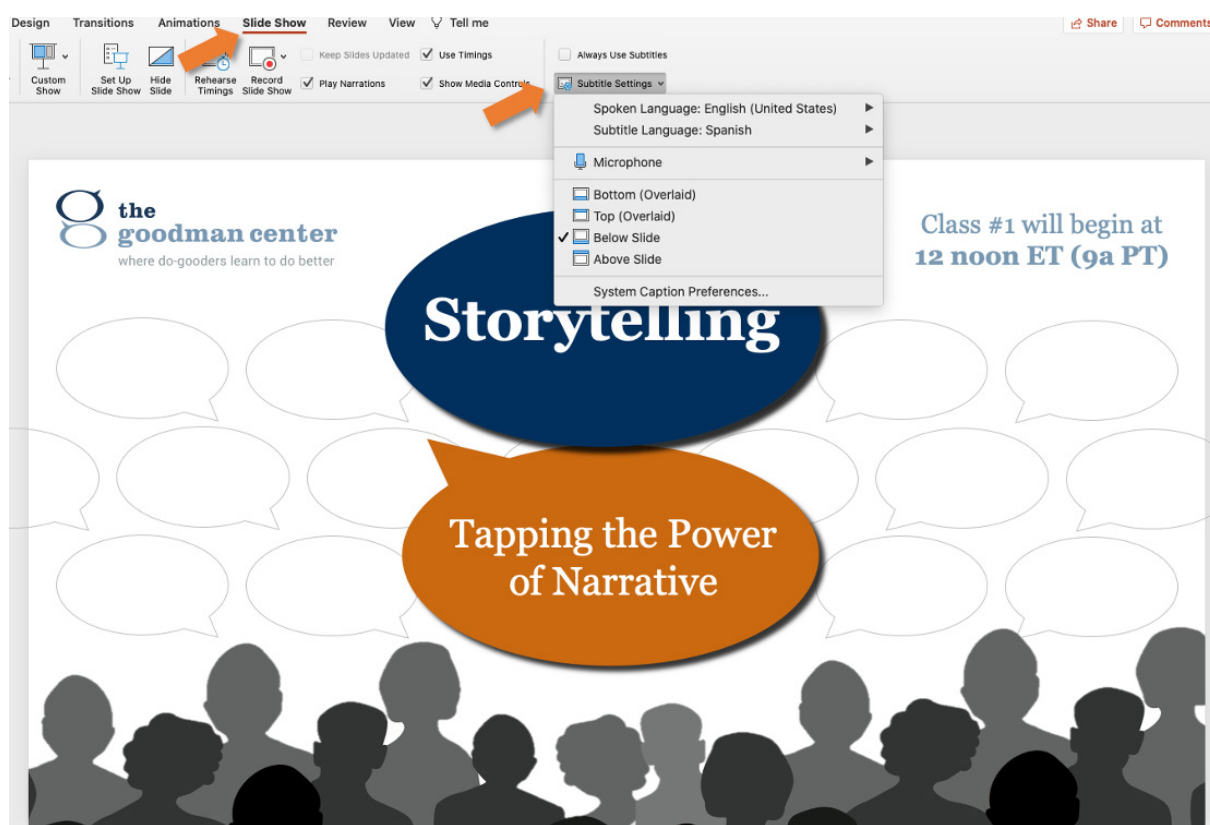 Design Transitions Animations Slide Show Review View Tell me Share Comments
Keep Slides Updated Use Timings Always Use Subtitles
Custom Show
Set Up Slide Show
Hide Slide
Rehearse Timings
Record Slide Show
Play Narrations Show Media Controls Subtitle Settings
Spoken Language: English (United States)
Subtitle Language: Spanish
Microphone
Bottom (Overlaid)
Top (Overlaid)
Below Slide
Above Slide
System Caption Preferences...
the
goodman center
where do-gooders learn to do better
Class #1 will begin at
12 noon ET (9a PT)
Storytelling
Tapping the Power
of Narrative